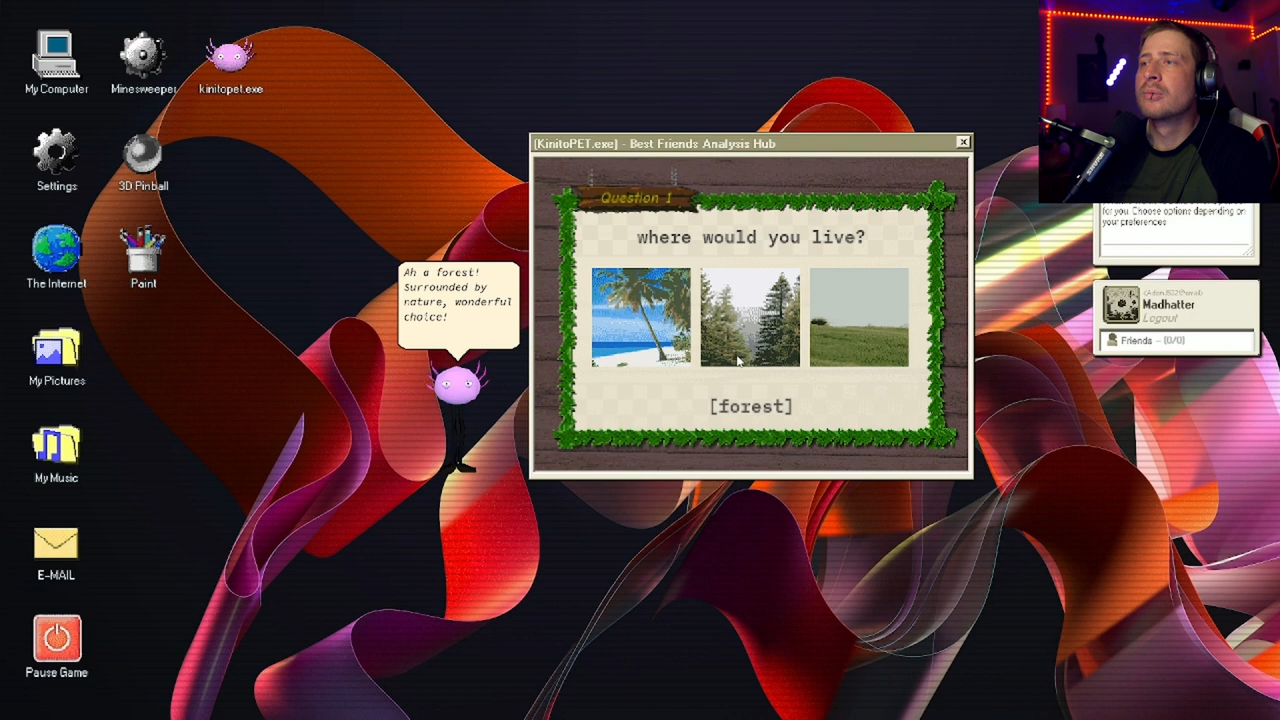 My Computer
Minesweeper
kinitopet.exe
Settings
3D Pinball
The Internet
Paint
My Pictures
My Music
E-MAIL
Pause Game
Ah a forest!
Surrounded by
nature, wonderful
choice!
[KinitoPET.exe] - Best Friends Analysis Hub
Question 1
where would you live?
[forest]
for you. Choose options depending on
your preferences
Madhatter
Logout
Friends - (0/0)